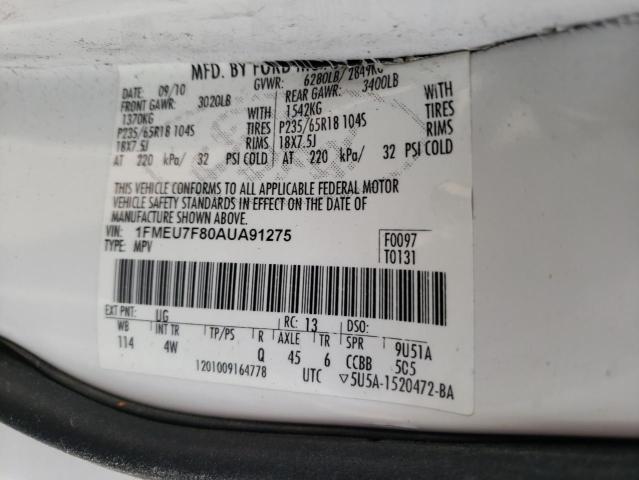 MFD. BY FORD
DATE: 09/10 GVWR: 6280LB/ 2849KG
FRONT GAWR: 3020LB REAR GAWR: 3400LB
1370KG WITH 1542KG WITH
P235/65R18 104S TIRES P235/65R18 104S TIRES
18X7.5J RIMS 18X7.5J RIMS
AT 220 kPa/ 32 PSI COLD AT 220 kPa/ 32 PSI COLD
THIS VEHICLE CONFORMS TO ALL APPLICABLE FEDERAL MOTOR
VEHICLE SAFETY STANDARDS IN EFFECT ON THE DATE OF
MANUFACTURE SHOWN ABOVE.
VIN: 1FMEU7F80AUA91275 F0097
TYPE: MPV T0131
EXT PNT: UG RC: 13 DSO:
WB INT TR TP/PS R AXLE TR SPR 9U51A
114 4W Q 45 6 CCBB 5C5
1201009164778 UTC ▽5U5A-1520472-BA